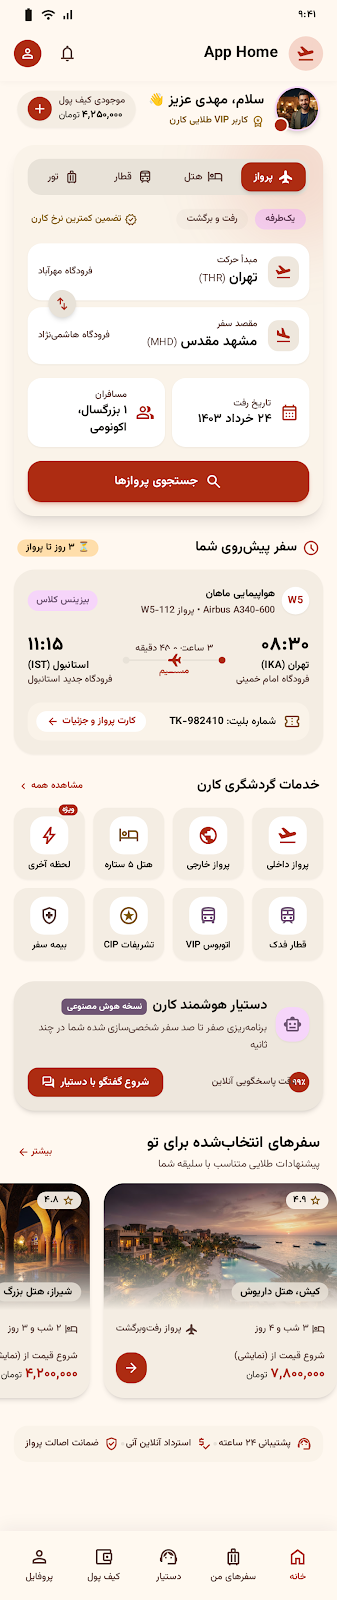 ۹:۴۱
App Home
سلام، مهدی عزیز 👋
کاربر VIP طلایی کارن
موجودی کیف پول
۴,۲۵۰,۰۰۰ تومان
پرواز
هتل
قطار
تور
یک‌طرفه
رفت و برگشت
تضمین کمترین نرخ کارن
مبدأ حرکت
تهران (THR)
فرودگاه مهرآباد
مقصد سفر
مشهد مقدس (MHD)
فرودگاه هاشمی‌نژاد
تاریخ رفت
۲۴ خرداد ۱۴۰۳
مسافران
۱ بزرگسال،
اکونومی
جستجوی پروازها
سفر پیش‌روی شما
⏳ ۳ روز تا پرواز
W5
هواپیمایی ماهان
Airbus A340-600 • پرواز W5-112
بیزینس کلاس
۰۸:۳۰
تهران (IKA)
فرودگاه امام خمینی
۳ ساعت ۴۵ دقیقه
مستقیم
۱۱:۱۵
استانبول (IST)
فرودگاه جدید استانبول
شماره بلیت: TK-982410
کارت پرواز و جزئیات
خدمات گردشگری کارن
مشاهده همه
پرواز داخلی
پرواز خارجی
هتل ۵ ستاره
ویژه
لحظه آخری
قطار فدک
اتوبوس VIP
تشریفات CIP
بیمه سفر
دستیار هوشمند کارن
نسخه هوش مصنوعی
برنامه‌ریزی صفر تا صد سفر شخصی‌سازی شده شما در چند
ثانیه
۹۹٪
پاسخگویی آنلاین
شروع گفتگو با دستیار
سفرهای انتخاب‌شده برای تو
پیشنهادات طلایی متناسب با سلیقه شما
بیشتر
۴.۹
کیش، هتل داریوش
۳ شب و ۴ روز
پرواز رفت‌وبرگشت
شروع قیمت از (نمایشی)
۷,۸۰۰,۰۰۰ تومان
۴.۸
شیراز، هتل بزرگ
۲ شب و ۳ روز
شروع قیمت از (نمایشی
۴,۲۰۰,۰۰۰ تومان
پشتیبانی ۲۴ ساعته
استرداد آنلاین آنی
ضمانت اصالت پرواز
خانه
سفرهای من
دستیار
کیف پول
پروفایل